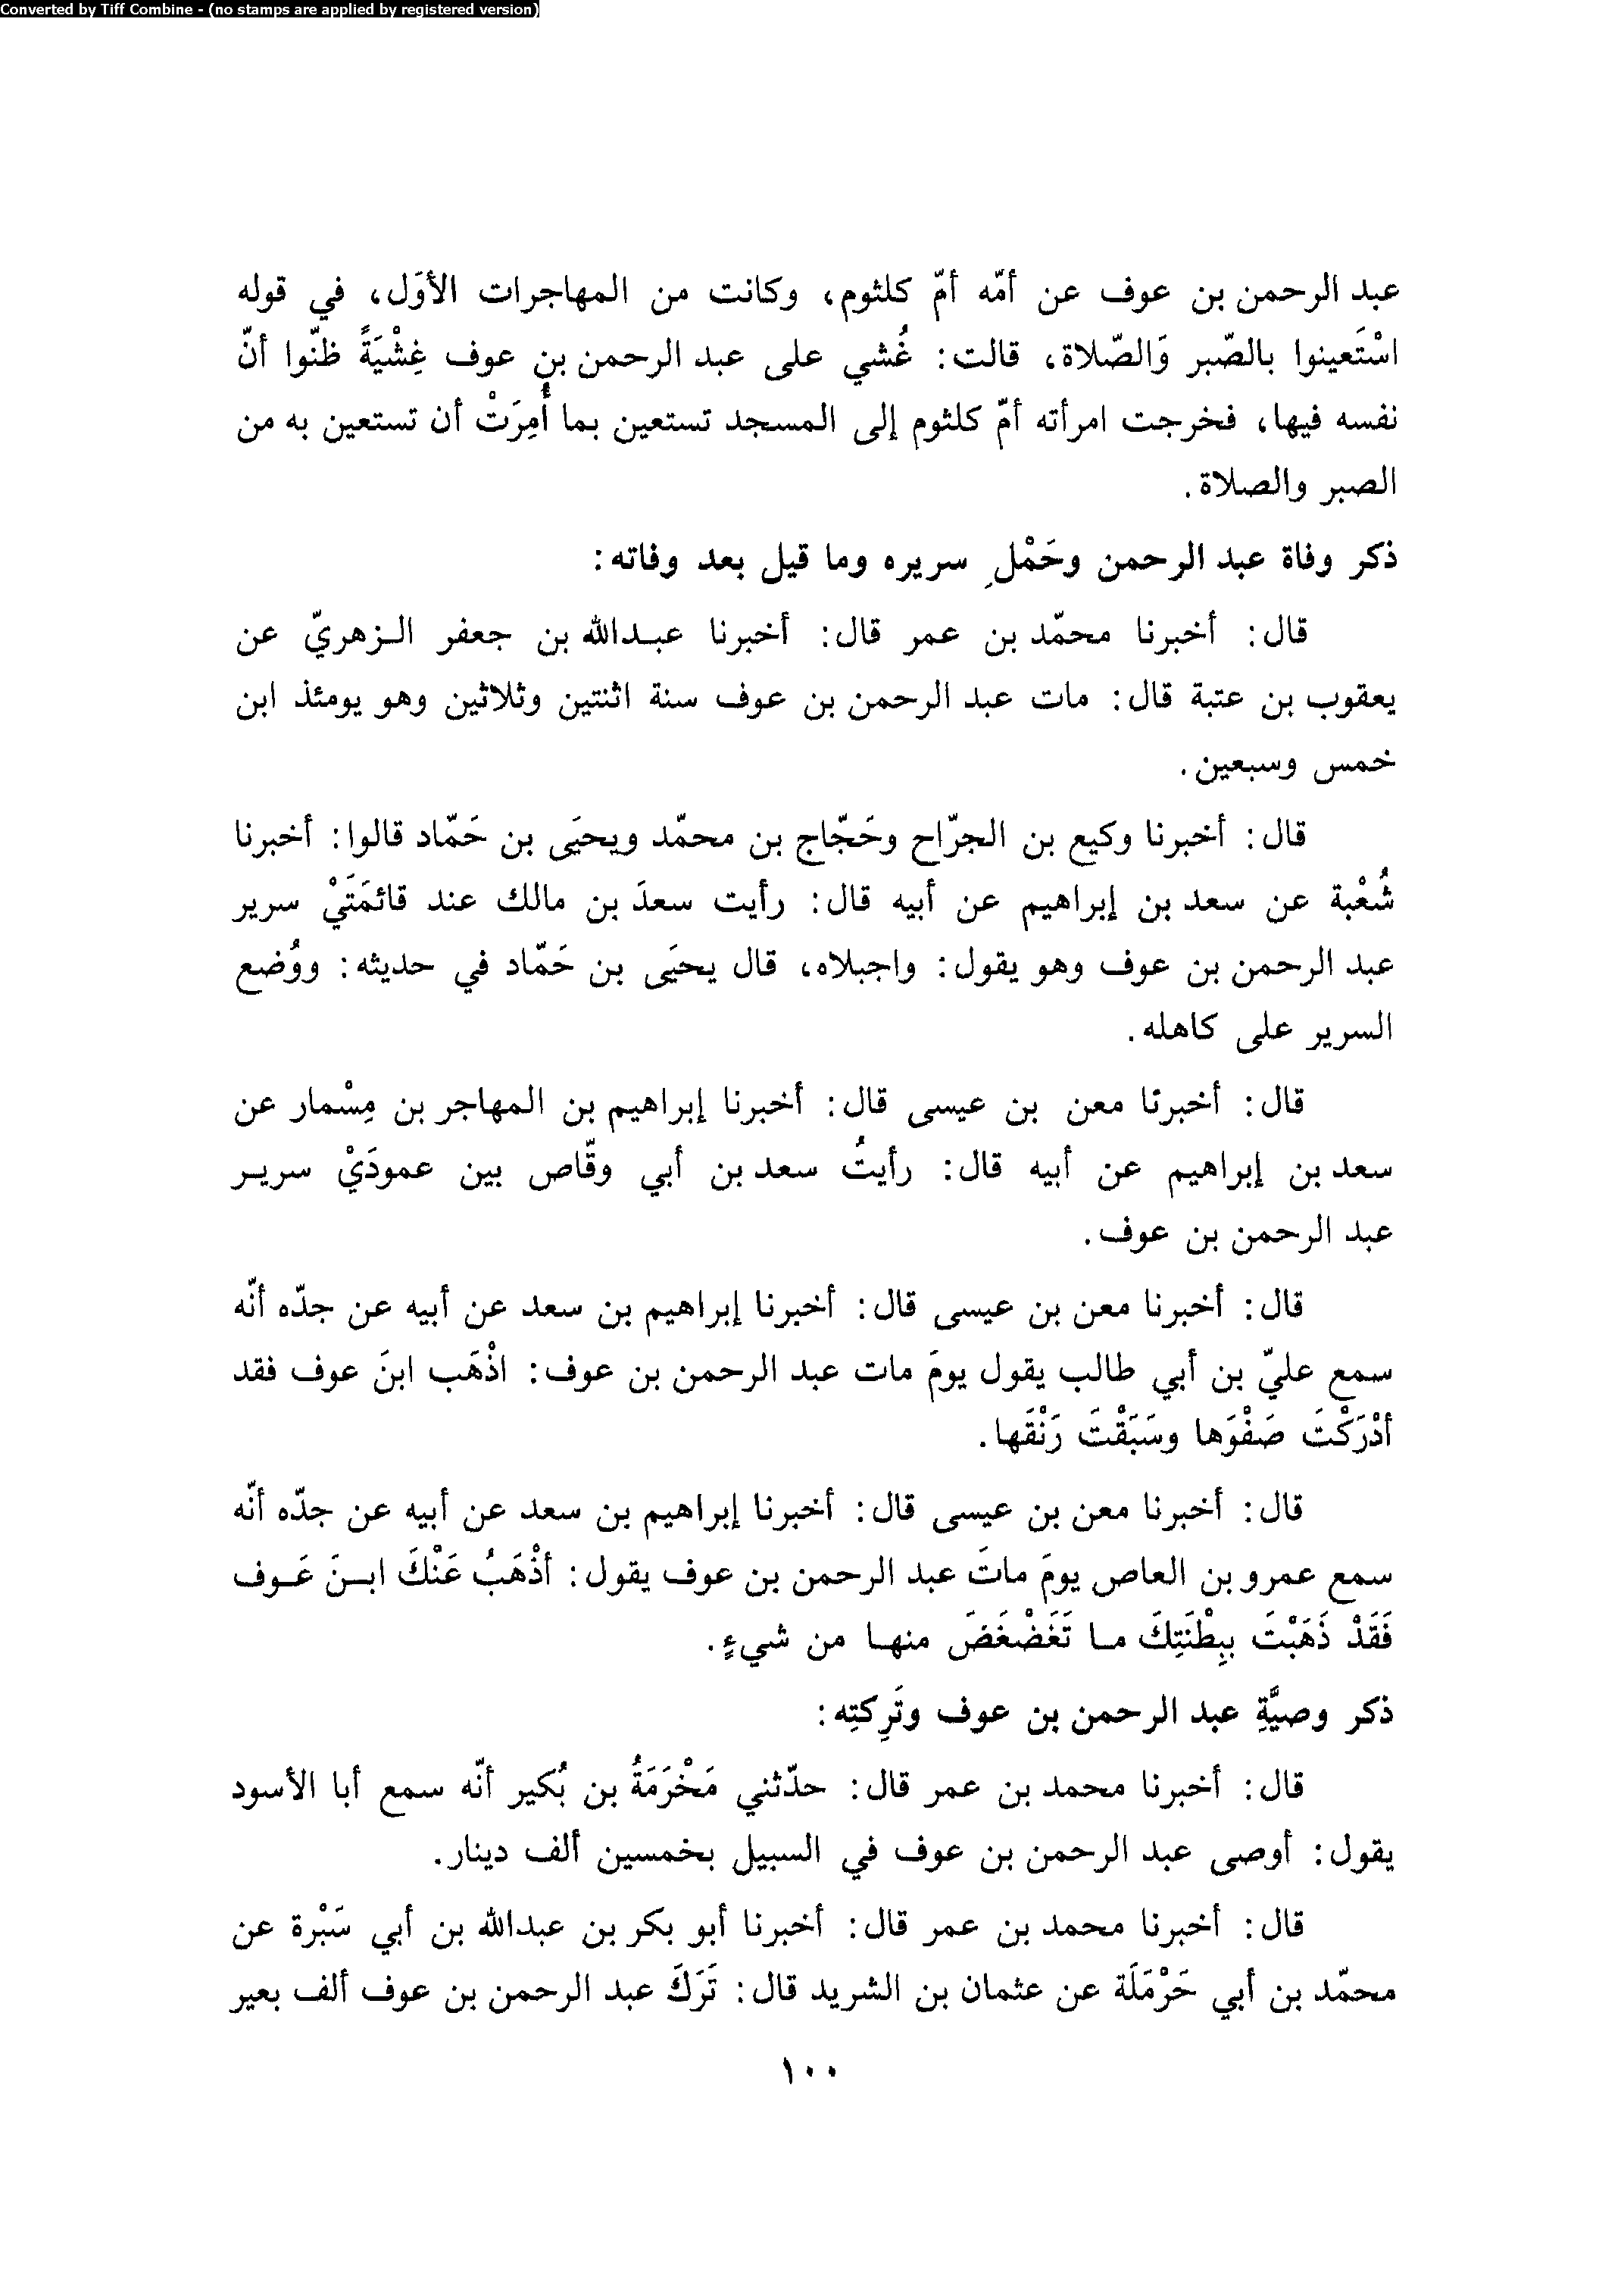 Converted by Tiff Combine - (no stamps are applied by registered version)
عبد الرحمن بن عوف عن أمّه أمّ كلثوم، وكانت من المهاجرات الأوَل، في قوله
اسْتَعينوا بالصّبر وَالصّلاة، قالت: غُشي على عبد الرحمن بن عوف غِشْيَةً ظنّوا أنّ
نفسه فيها، فخرجت امرأته أمّ كلثوم إلى المسجد تستعين بما أُمِرَتْ أن تستعين به من
الصبر والصلاة.
ذكر وفاة عبد الرحمن وحَمْلِ سريره وما قيل بعد وفاته:
قال: أخبرنا محمّد بن عمر قال: أخبرنا عبدالله بن جعفر الزهريّ عن
يعقوب بن عتبة قال: مات عبد الرحمن بن عوف سنة اثنتين وثلاثين وهو يومئذ ابن
خمس وسبعين.
قال: أخبرنا وكيع بن الجرّاح وحَجّاج بن محمّد ويحيَى بن حَمّاد قالوا: أخبرنا
شُعْبة عن سعد بن إبراهيم عن أبيه قال: رأيت سعدَ بن مالك عند قائمَتَيْ سرير
عبد الرحمن بن عوف وهو يقول: واجبلاه، قال يحيَى بن حَمّاد في حديثه: ووُضع
السرير على كاهله.
قال: أخبرنا معن بن عيسى قال: أخبرنا إبراهيم بن المهاجر بن مِسْمار عن
سعد بن إبراهيم عن أبيه قال: رأيتُ سعد بن أبي وقّاص بين عمودَيْ سرير
عبد الرحمن بن عوف.
قال: أخبرنا معن بن عيسى قال: أخبرنا إبراهيم بن سعد عن أبيه عن جدّه أنّه
سمع عليّ بن أبي طالب يقول يومَ مات عبد الرحمن بن عوف: اذْهَب ابنَ عوف فقد
أدْرَكْتَ صَفْوَها وسَبَقْتَ رَنْقَها.
قال: أخبرنا معن بن عيسى قال: أخبرنا إبراهيم بن سعد عن أبيه عن جدّه أنّه
سمع عمرو بن العاص يومَ ماتَ عبد الرحمن بن عوف يقول: أذْهَبُ عَنْكَ ابنَ عَوف
فَقَدْ ذَهَبْتَ بِبِطْنَتِكَ ما تَغَضْغَضَ منها من شيءٍ.
ذكر وصيَّةِ عبد الرحمن بن عوف وتَرِكتِه:
قال: أخبرنا محمد بن عمر قال: حدّثني مَخْرَمَةُ بن بُكير أنّه سمع أبا الأسود
يقول: أوصى عبد الرحمن بن عوف في السبيل بخمسين ألف دينار.
قال: أخبرنا محمد بن عمر قال: أخبرنا أبو بكر بن عبدالله بن أبي سَبْرة عن
محمّد بن أبي حَرْمَلَة عن عثمان بن الشريد قال: تَرَكَ عبد الرحمن بن عوف ألف بعير
١٠٠